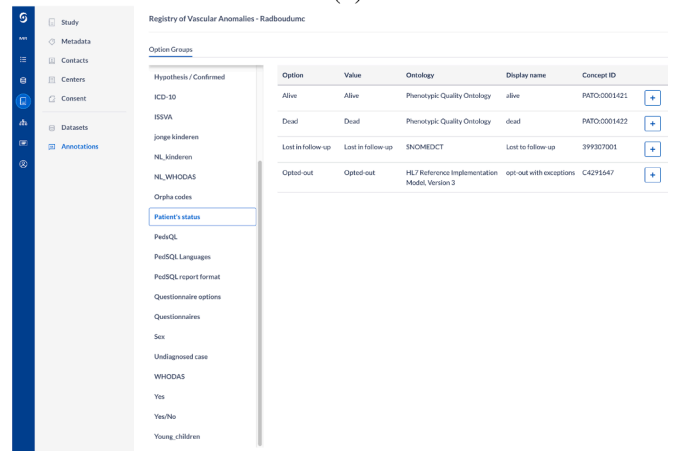 Registry of Vascular Anomalies - Radboudumc
Study
Metadata
Contacts
Centers
Consent
Datasets
Annotations
Option Groups
Hypothesis / Confirmed
ICD-10
ISSVA
jonge kinderen
NL_kinderen
NL_WHODAS
Orpha codes
Patient's status
PedsQL
PedSQL Languages
PedSQL report format
Questionnaire options
Questionnaires
Sex
Undiagnosed case
WHODAS
Yes
Yes/No
Young_children
Option Value Ontology Display name Concept ID
Alive Alive Phenotypic Quality Ontology alive PATO:0001421 +
Dead Dead Phenotypic Quality Ontology dead PATO:0001422 +
Lost in follow-up Lost in follow-up SNOMEDCT Lost to follow-up 399307001 +
Opted-out Opted-out HL7 Reference Implementation opt-out with exceptions C4291647 +
Model, Version 3